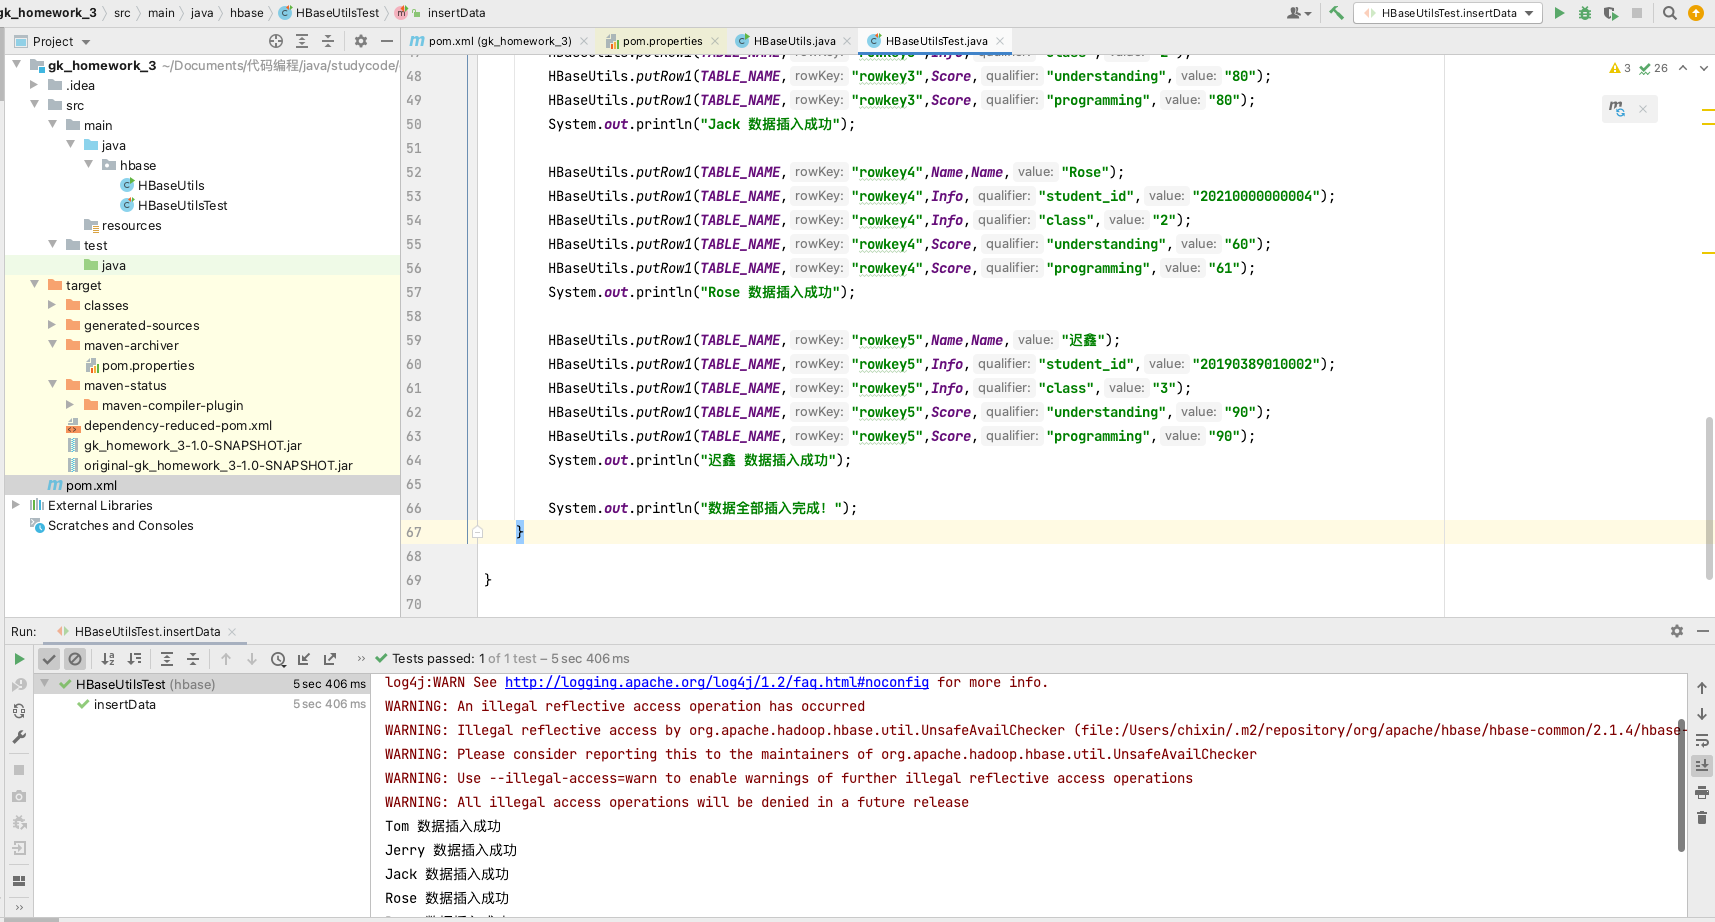 gk_homework_3 src main java hbase HBaseUtilsTest insertData
HBaseUtilsTest.insertData
Project
pom.xml (gk_homework_3) pom.properties HBaseUtils.java HBaseUtilsTest.java
gk_homework_3 ~/Documents/代码编程/java/studycode/
.idea
src
main
java
hbase
HBaseUtils
HBaseUtilsTest
resources
test
java
target
classes
generated-sources
maven-archiver
pom.properties
maven-status
maven-compiler-plugin
dependency-reduced-pom.xml
gk_homework_3-1.0-SNAPSHOT.jar
original-gk_homework_3-1.0-SNAPSHOT.jar
pom.xml
External Libraries
Scratches and Consoles
3 26
48 HBaseUtils.putRow1(TABLE_NAME, rowKey: "rowkey3",Score, qualifier: "understanding", value: "80");
49 HBaseUtils.putRow1(TABLE_NAME, rowKey: "rowkey3",Score, qualifier: "programming", value: "80");
50 System.out.println("Jack 数据插入成功");
51
52 HBaseUtils.putRow1(TABLE_NAME, rowKey: "rowkey4",Name,Name, value: "Rose");
53 HBaseUtils.putRow1(TABLE_NAME, rowKey: "rowkey4",Info, qualifier: "student_id", value: "20210000000004");
54 HBaseUtils.putRow1(TABLE_NAME, rowKey: "rowkey4",Info, qualifier: "class", value: "2");
55 HBaseUtils.putRow1(TABLE_NAME, rowKey: "rowkey4",Score, qualifier: "understanding", value: "60");
56 HBaseUtils.putRow1(TABLE_NAME, rowKey: "rowkey4",Score, qualifier: "programming", value: "61");
57 System.out.println("Rose 数据插入成功");
58
59 HBaseUtils.putRow1(TABLE_NAME, rowKey: "rowkey5",Name,Name, value: "迟鑫");
60 HBaseUtils.putRow1(TABLE_NAME, rowKey: "rowkey5",Info, qualifier: "student_id", value: "20190389010002");
61 HBaseUtils.putRow1(TABLE_NAME, rowKey: "rowkey5",Info, qualifier: "class", value: "3");
62 HBaseUtils.putRow1(TABLE_NAME, rowKey: "rowkey5",Score, qualifier: "understanding", value: "90");
63 HBaseUtils.putRow1(TABLE_NAME, rowKey: "rowkey5",Score, qualifier: "programming", value: "90");
64 System.out.println("迟鑫 数据插入成功");
65
66 System.out.println("数据全部插入完成！");
67 }
68
69 }
70
Run: HBaseUtilsTest.insertData
Tests passed: 1 of 1 test – 5 sec 406 ms
HBaseUtilsTest (hbase) 5 sec 406 ms
insertData 5 sec 406 ms
log4j:WARN See http://logging.apache.org/log4j/1.2/faq.html#noconfig for more info.
WARNING: An illegal reflective access operation has occurred
WARNING: Illegal reflective access by org.apache.hadoop.hbase.util.UnsafeAvailChecker (file:/Users/chixin/.m2/repository/org/apache/hbase/hbase-common/2.1.4/hbase-
WARNING: Please consider reporting this to the maintainers of org.apache.hadoop.hbase.util.UnsafeAvailChecker
WARNING: Use --illegal-access=warn to enable warnings of further illegal reflective access operations
WARNING: All illegal access operations will be denied in a future release
Tom 数据插入成功
Jerry 数据插入成功
Jack 数据插入成功
Rose 数据插入成功